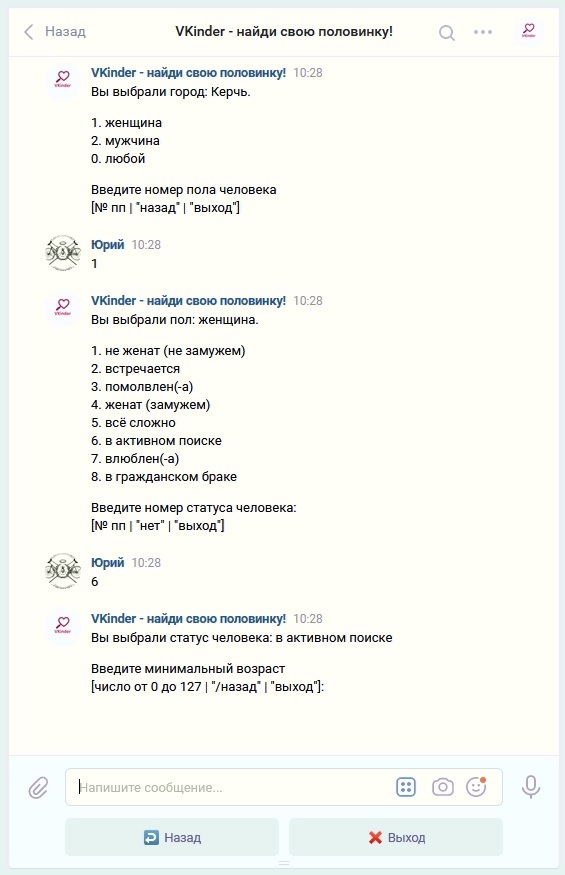 Назад
VKinder - найди свою половинку!
VKinder - найди свою половинку! 10:28
Вы выбрали город: Керчь.
1. женщина
2. мужчина
0. любой
Введите номер пола человека
[№ пп | "назад" | "выход"]
Юрий 10:28
1
VKinder - найди свою половинку! 10:28
Вы выбрали пол: женщина.
1. не женат (не замужем)
2. встречается
3. помолвлен(-а)
4. женат (замужем)
5. всё сложно
6. в активном поиске
7. влюблен(-а)
8. в гражданском браке
Введите номер статуса человека:
[№ пп | "нет" | "выход"]
Юрий 10:28
6
VKinder - найди свою половинку! 10:28
VKinder
Вы выбрали статус человека: в активном поиске
Введите минимальный возраст
[число от 0 до 127 | "/назад" | "выход"]:
Напишите сообщение...
Назад
Выход